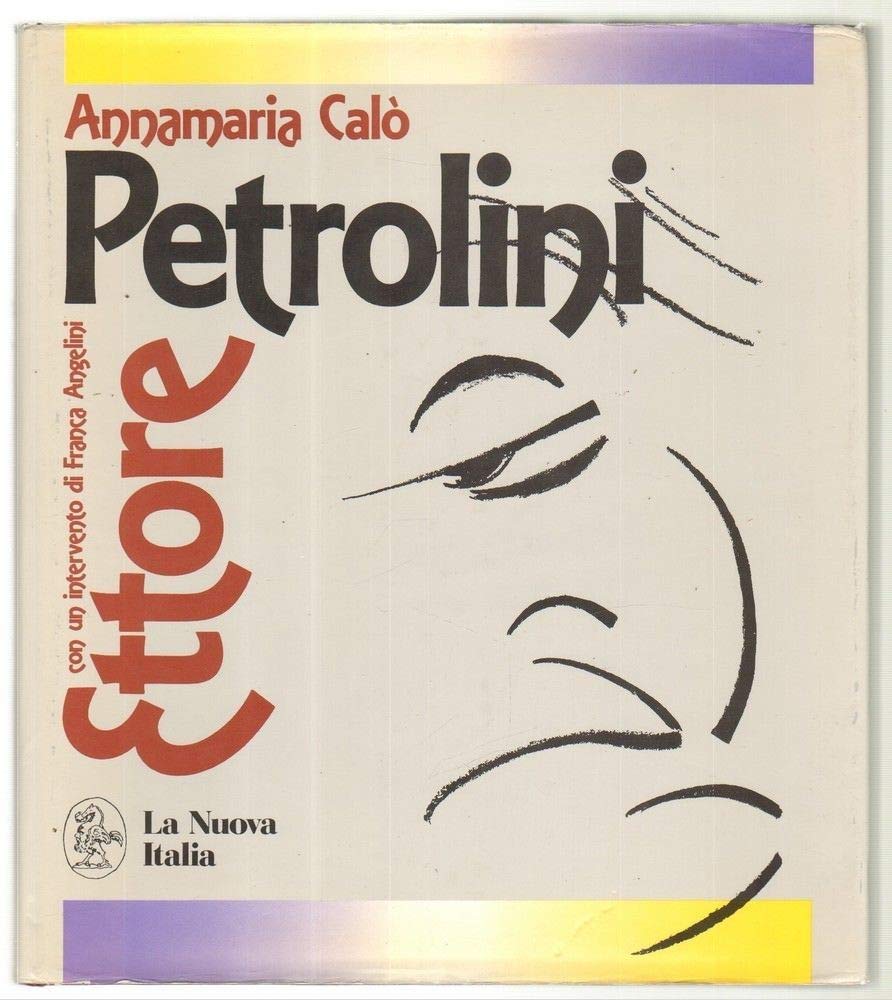 Annamaria Calò
Petrolini
Ettore
con un intervento di Franca Angelini
La Nuova
Italia